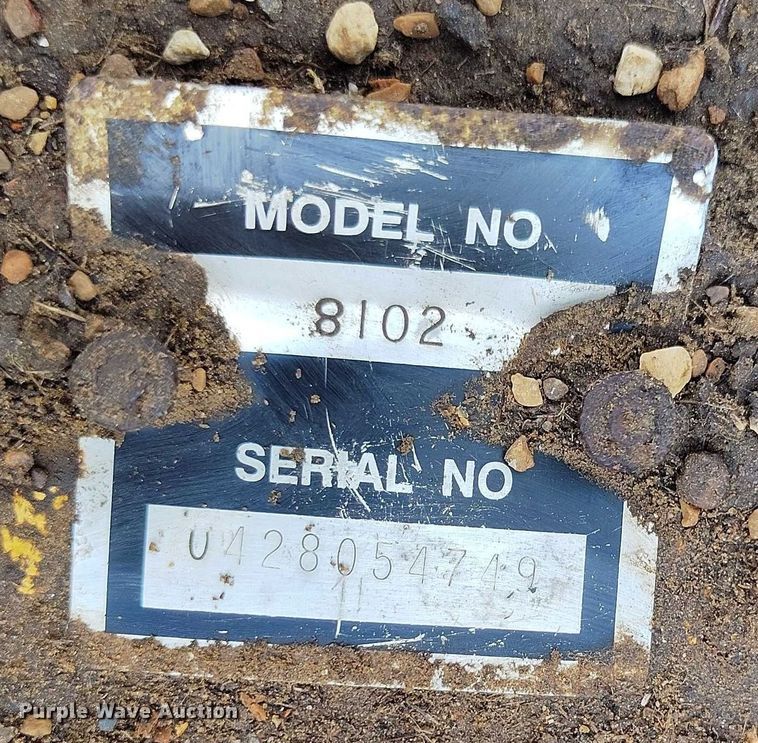 MODEL NO.
8102
SERIAL NO
U428054749
Purple Wave Auction